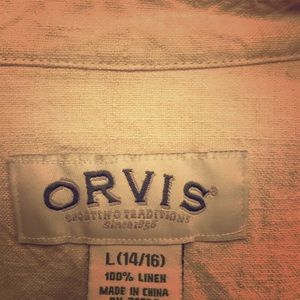 ORVIS®
SPORTING TRADITIONS
Since 1856
L (14/16)
100% LINEN
MADE IN CHINA